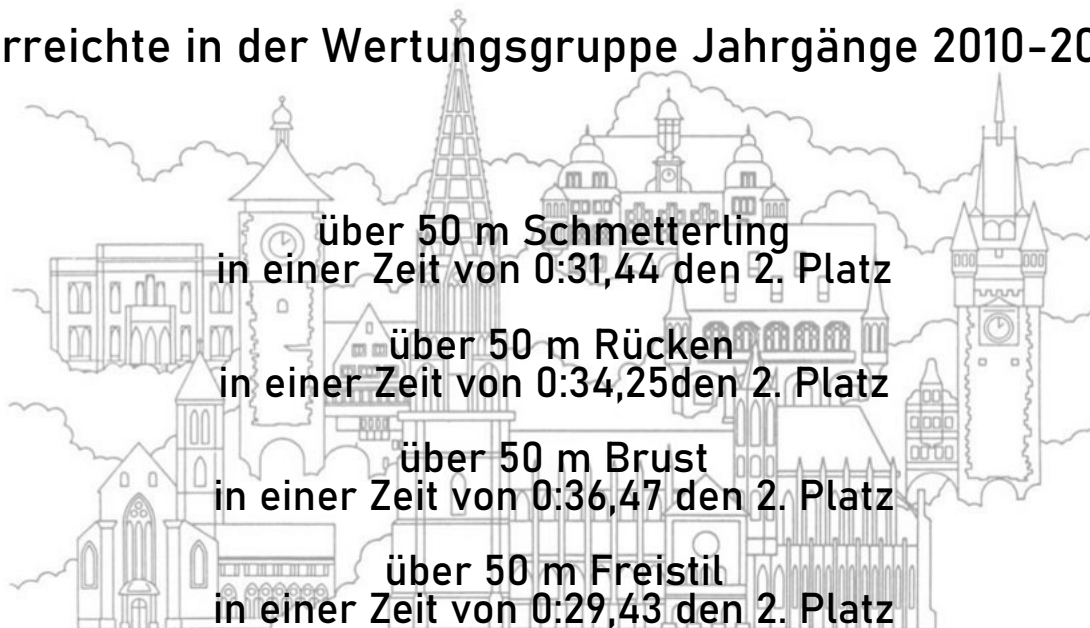 rreichte in der Wertungsgruppe Jahrgänge 2010-20
über 50 m Schmetterling
in einer Zeit von 0:31,44 den 2. Platz
über 50 m Rücken
in einer Zeit von 0:34,25den 2. Platz
über 50 m Brust
in einer Zeit von 0:36,47 den 2. Platz
über 50 m Freistil
in einer Zeit von 0:29,43 den 2. Platz